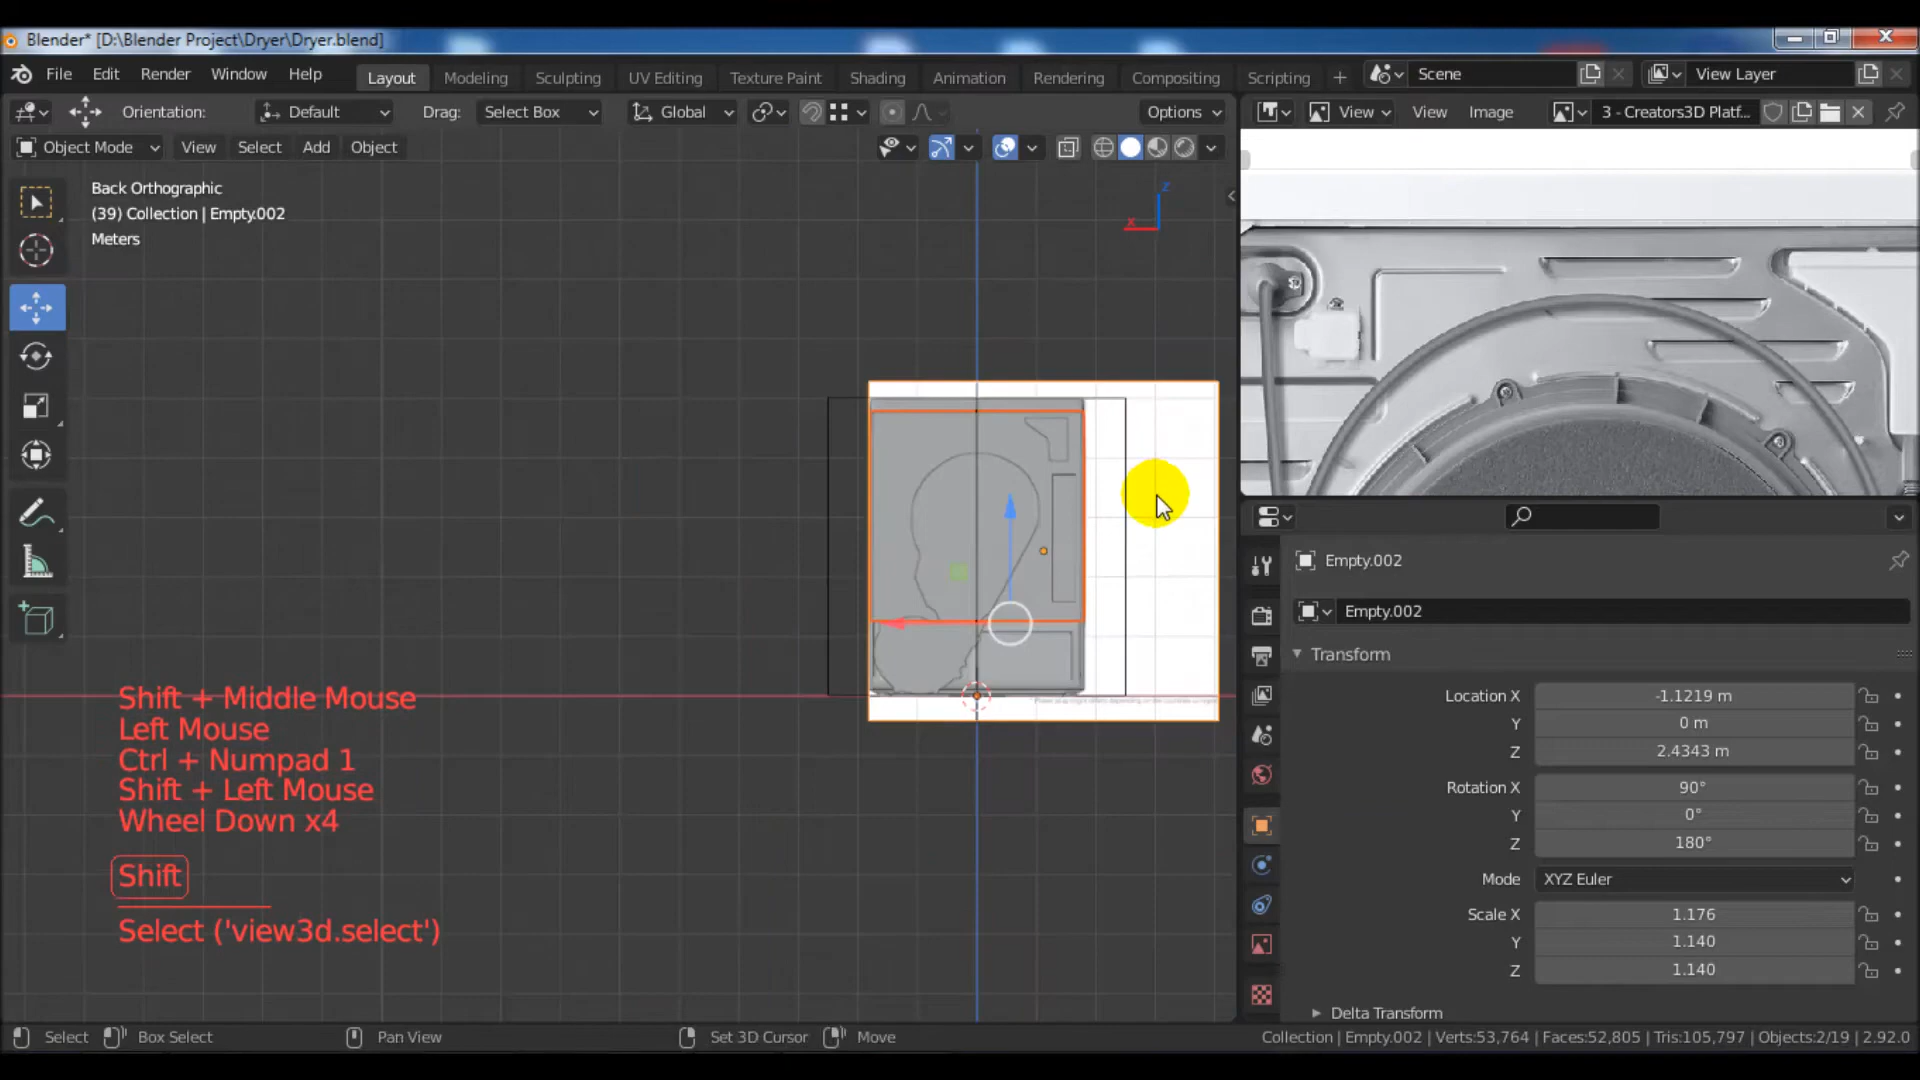 Blender* [D:\Blender Project\Dryer\Dryer.blend]
File Edit Render Window Help Layout Modeling Sculpting UV Editing Texture Paint Shading Animation Rendering Compositing Scripting + Scene View Layer
Orientation: Default Drag: Select Box Global Options View View Image 3 - Creators3D Platf...
Object Mode View Select Add Object
Back Orthographic
(39) Collection | Empty.002
Meters
Z
X
Empty.002
Empty.002
Transform
Location X -1.1219 m
Y 0 m
Z 2.4343 m
Rotation X 90°
Y 0°
Z 180°
Mode XYZ Euler
Scale X 1.176
Y 1.140
Z 1.140
Delta Transform
Shift + Middle Mouse
Left Mouse
Ctrl + Numpad 1
Shift + Left Mouse
Wheel Down x4
Shift
Select ('view3d.select')
Select Box Select Pan View Set 3D Cursor Move Collection | Empty.002 | Verts:53,764 | Faces:52,805 | Tris:105,797 | Objects:2/19 | 2.92.0